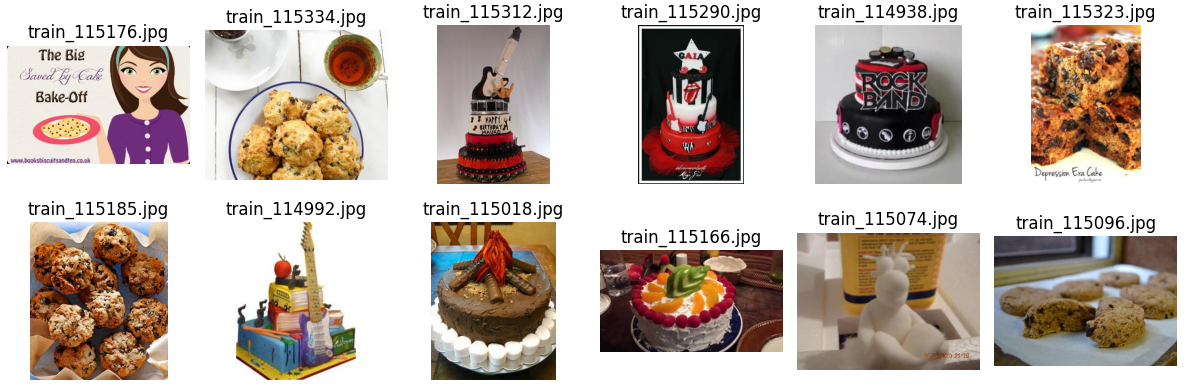 train_115176.jpg
train_115334.jpg
train_115312.jpg
train_115290.jpg
train_114938.jpg
train_115323.jpg
The Big
Saved by Cake
Bake-Off
www.booksbiscuitsandtea.co.uk
HAPPY
BIRTHDAY
ROCK
BAND
Depression Era Cake
train_115185.jpg
train_114992.jpg
train_115018.jpg
train_115166.jpg
train_115074.jpg
train_115096.jpg